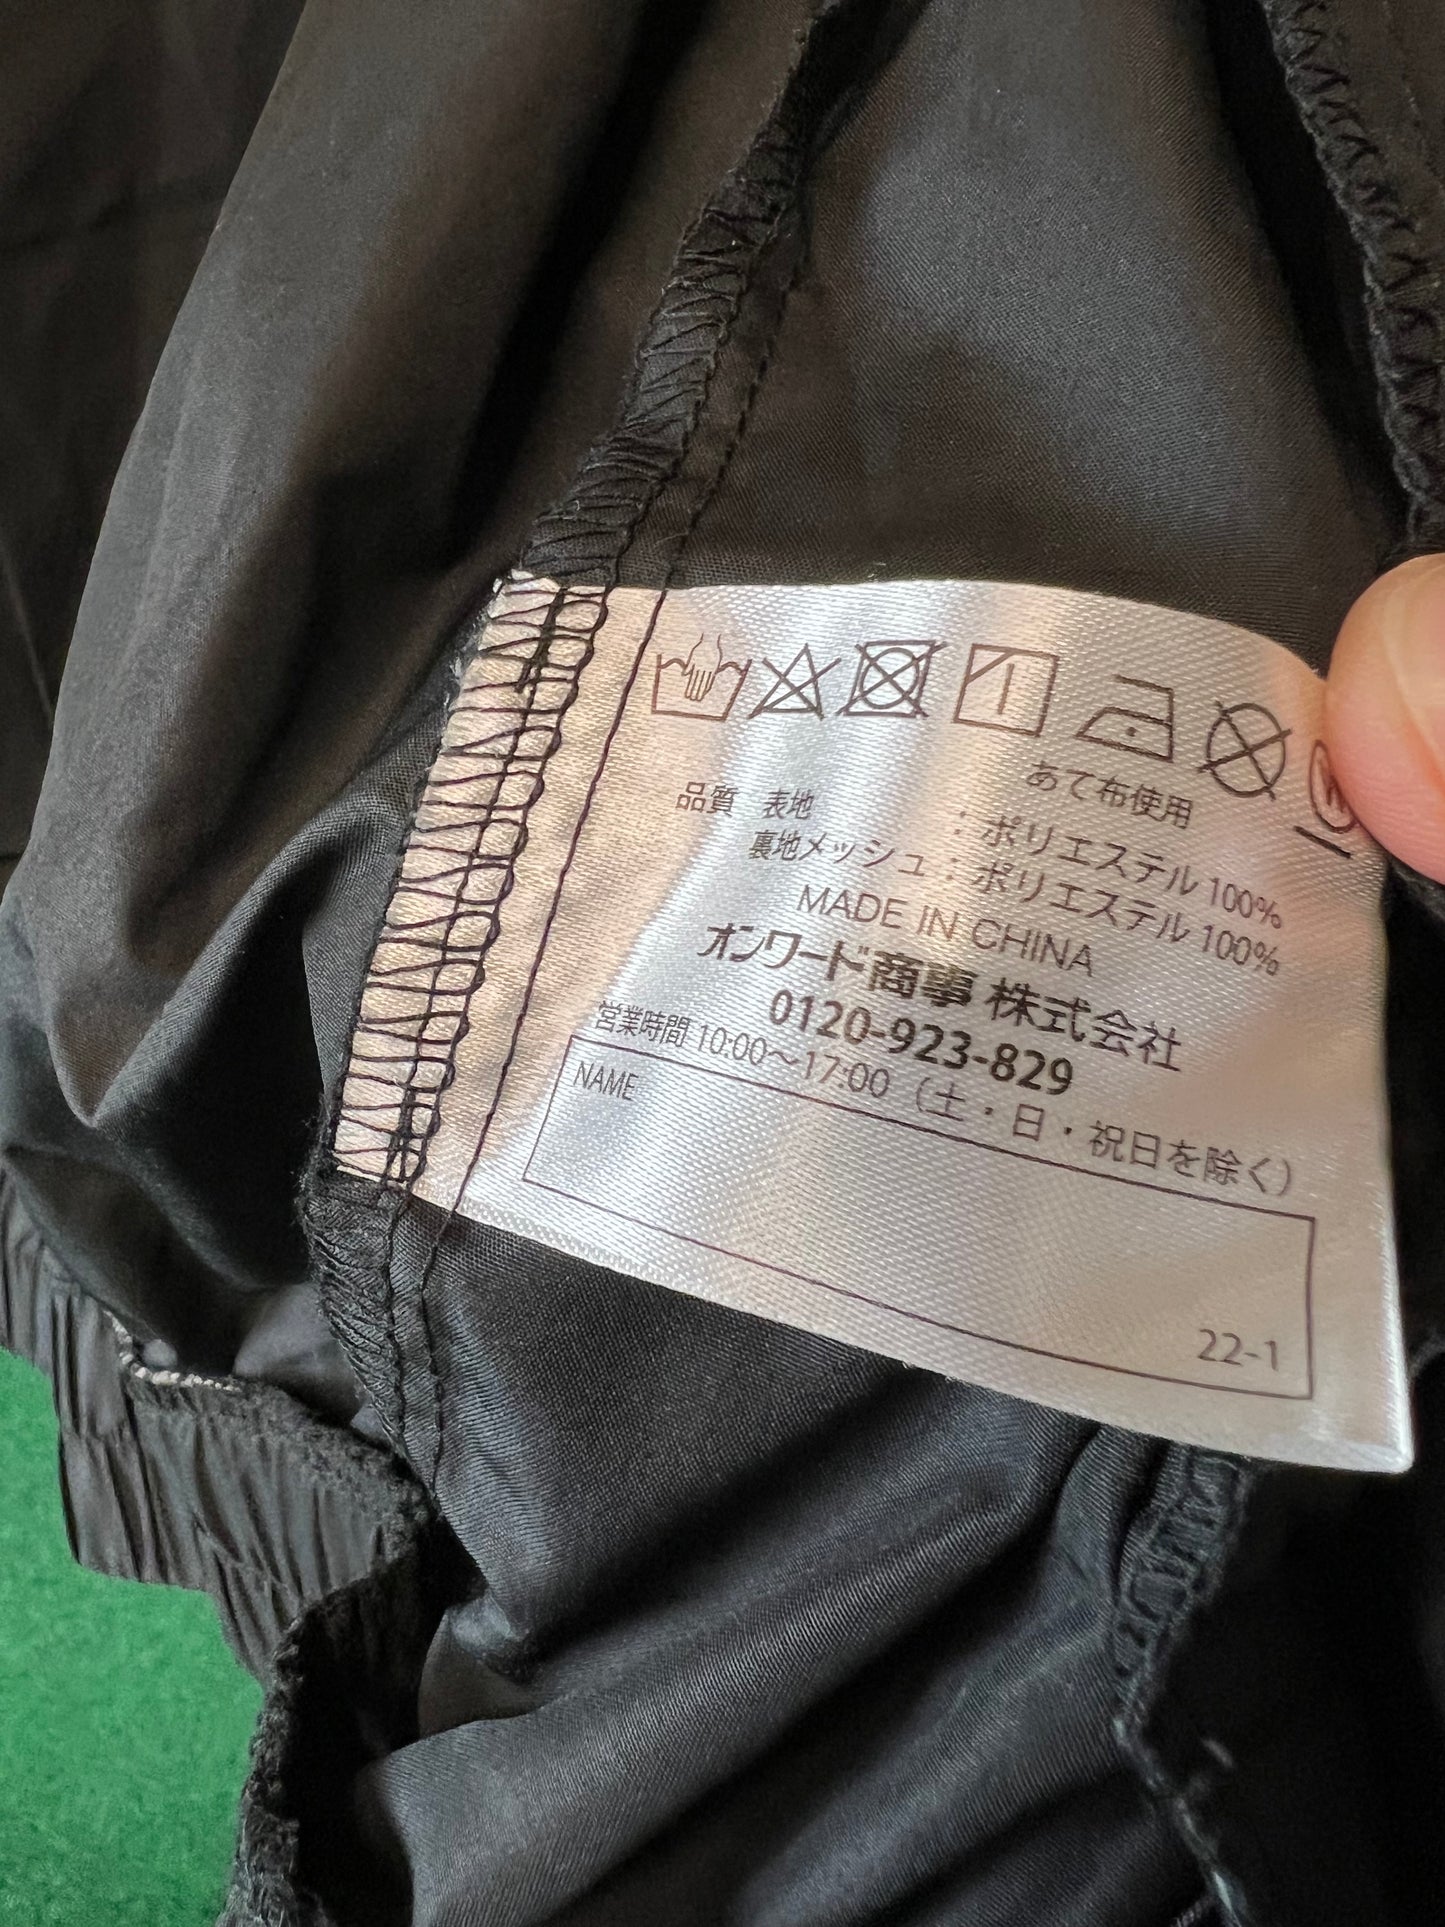 あて布使用
品質 表地 : ポリエステル 100%
裏地メッシュ : ポリエステル 100%
MADE IN CHINA
オンワード商事 株式会社
0120-923-829
営業時間 10:00〜17:00 (土・日・祝日を除く)
NAME
22-1